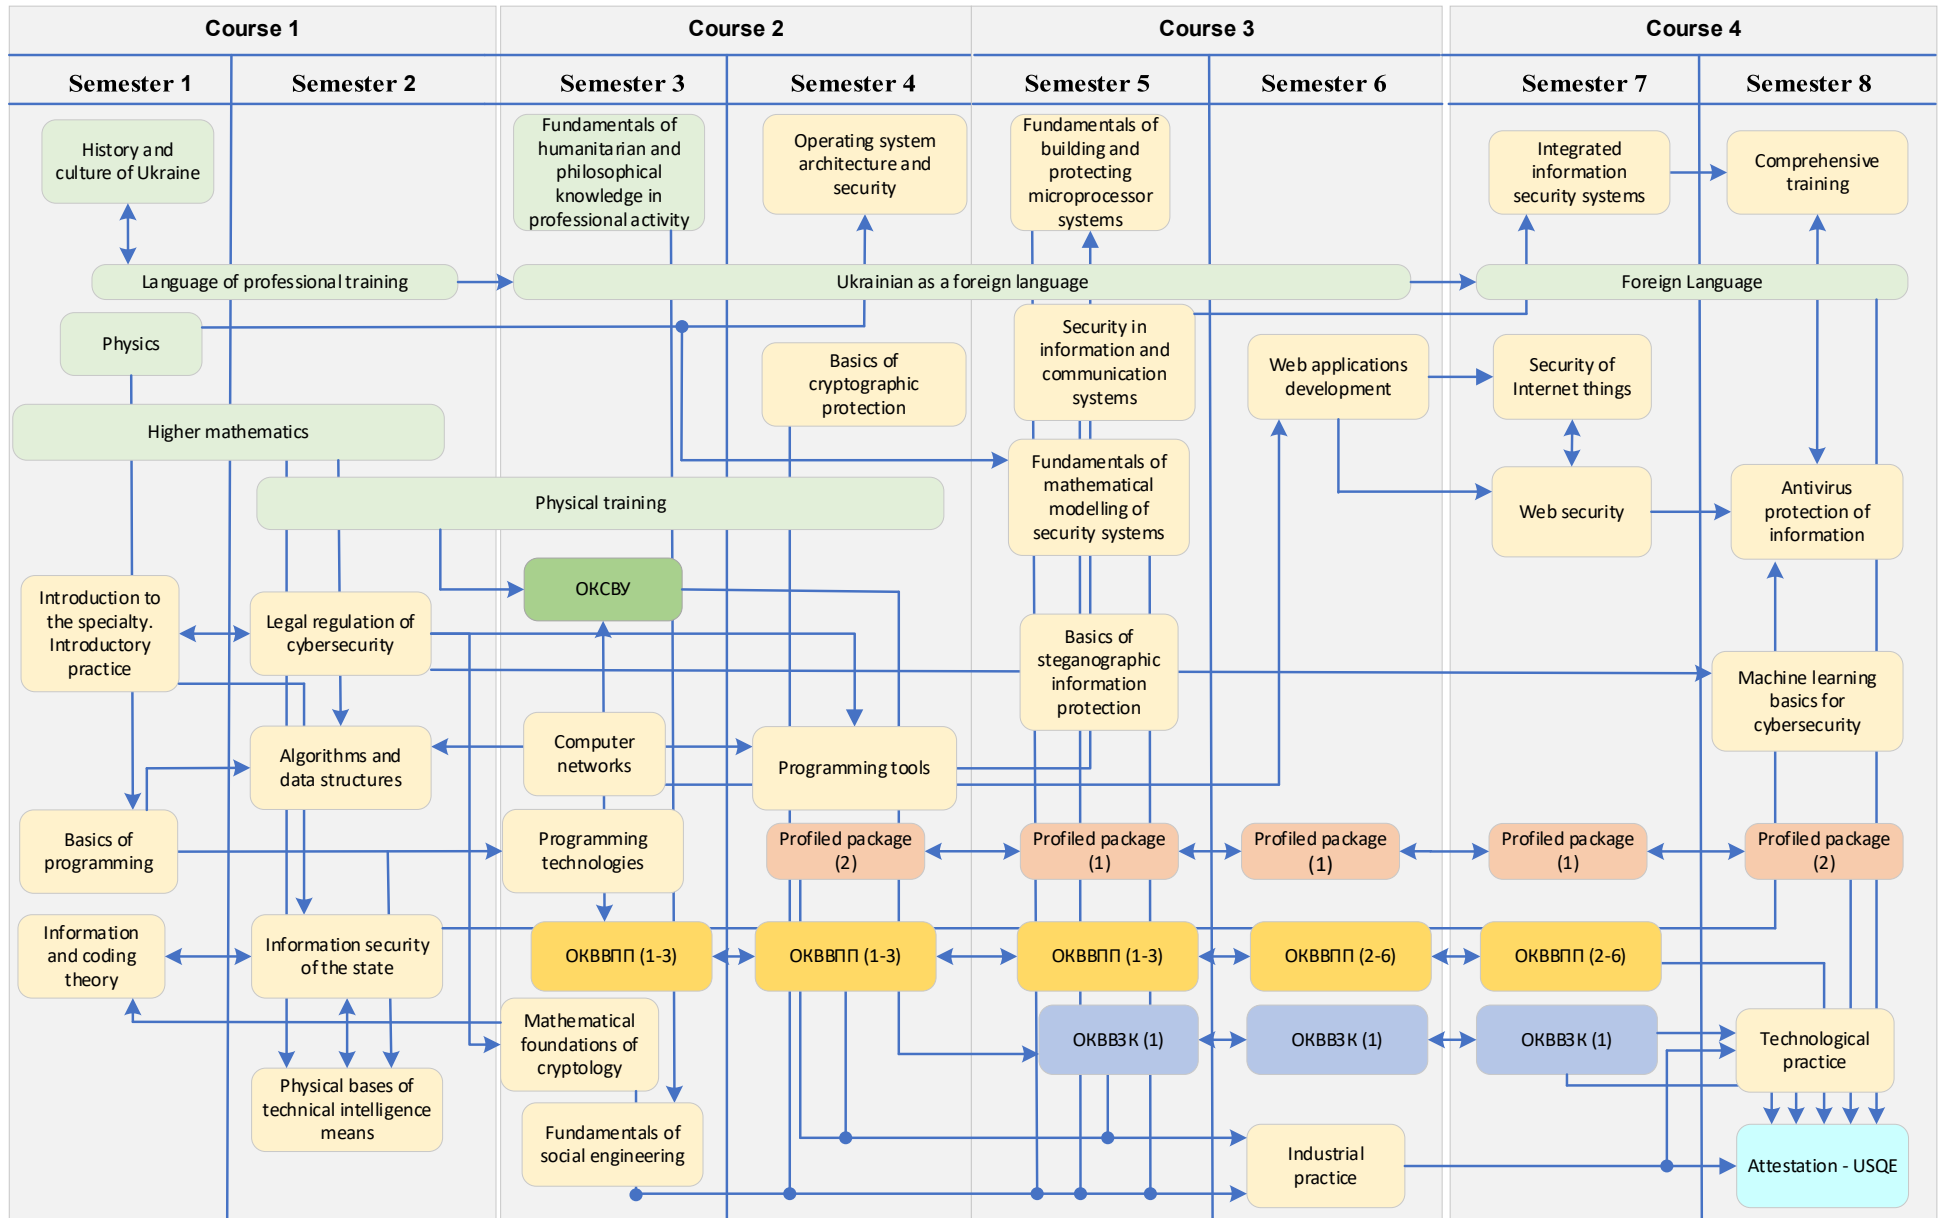 Course 1
Course 2
Course 3
Course 4
Semester 1
Semester 2
Semester 3
Semester 4
Semester 5
Semester 6
Semester 7
Semester 8
History and
culture of Ukraine
Fundamentals of
humanitarian and
philosophical
knowledge in
professional activity
Operating system
architecture and
security
Fundamentals of
building and
protecting
microprocessor
systems
Integrated
information
security systems
Comprehensive
training
Language of professional training
Ukrainian as a foreign language
Foreign Language
Physics
Basics of
cryptographic
protection
Security in
information and
communication
systems
Web applications
development
Security of
Internet things
Higher mathematics
Fundamentals of
mathematical
modelling of
security systems
Web security
Antivirus
protection of
information
Physical training
Introduction to
the specialty.
Introductory
practice
Legal regulation of
cybersecurity
ОКСВУ
Basics of
steganographic
information
protection
Machine learning
basics for
cybersecurity
Algorithms and
data structures
Computer
networks
Programming tools
Basics of
programming
Programming
technologies
Profiled package
(2)
Profiled package
(1)
Profiled package
(1)
Profiled package
(1)
Profiled package
(2)
Information
and coding
theory
Information security
of the state
ОКВВПП (1-3)
ОКВВПП (1-3)
ОКВВПП (1-3)
ОКВВПП (2-6)
ОКВВПП (2-6)
Mathematical
foundations of
cryptology
ОКВВЗК (1)
ОКВВЗК (1)
ОКВВЗК (1)
Technological
practice
Physical bases of
technical intelligence
means
Fundamentals of
social engineering
Industrial
practice
Attestation - USQE